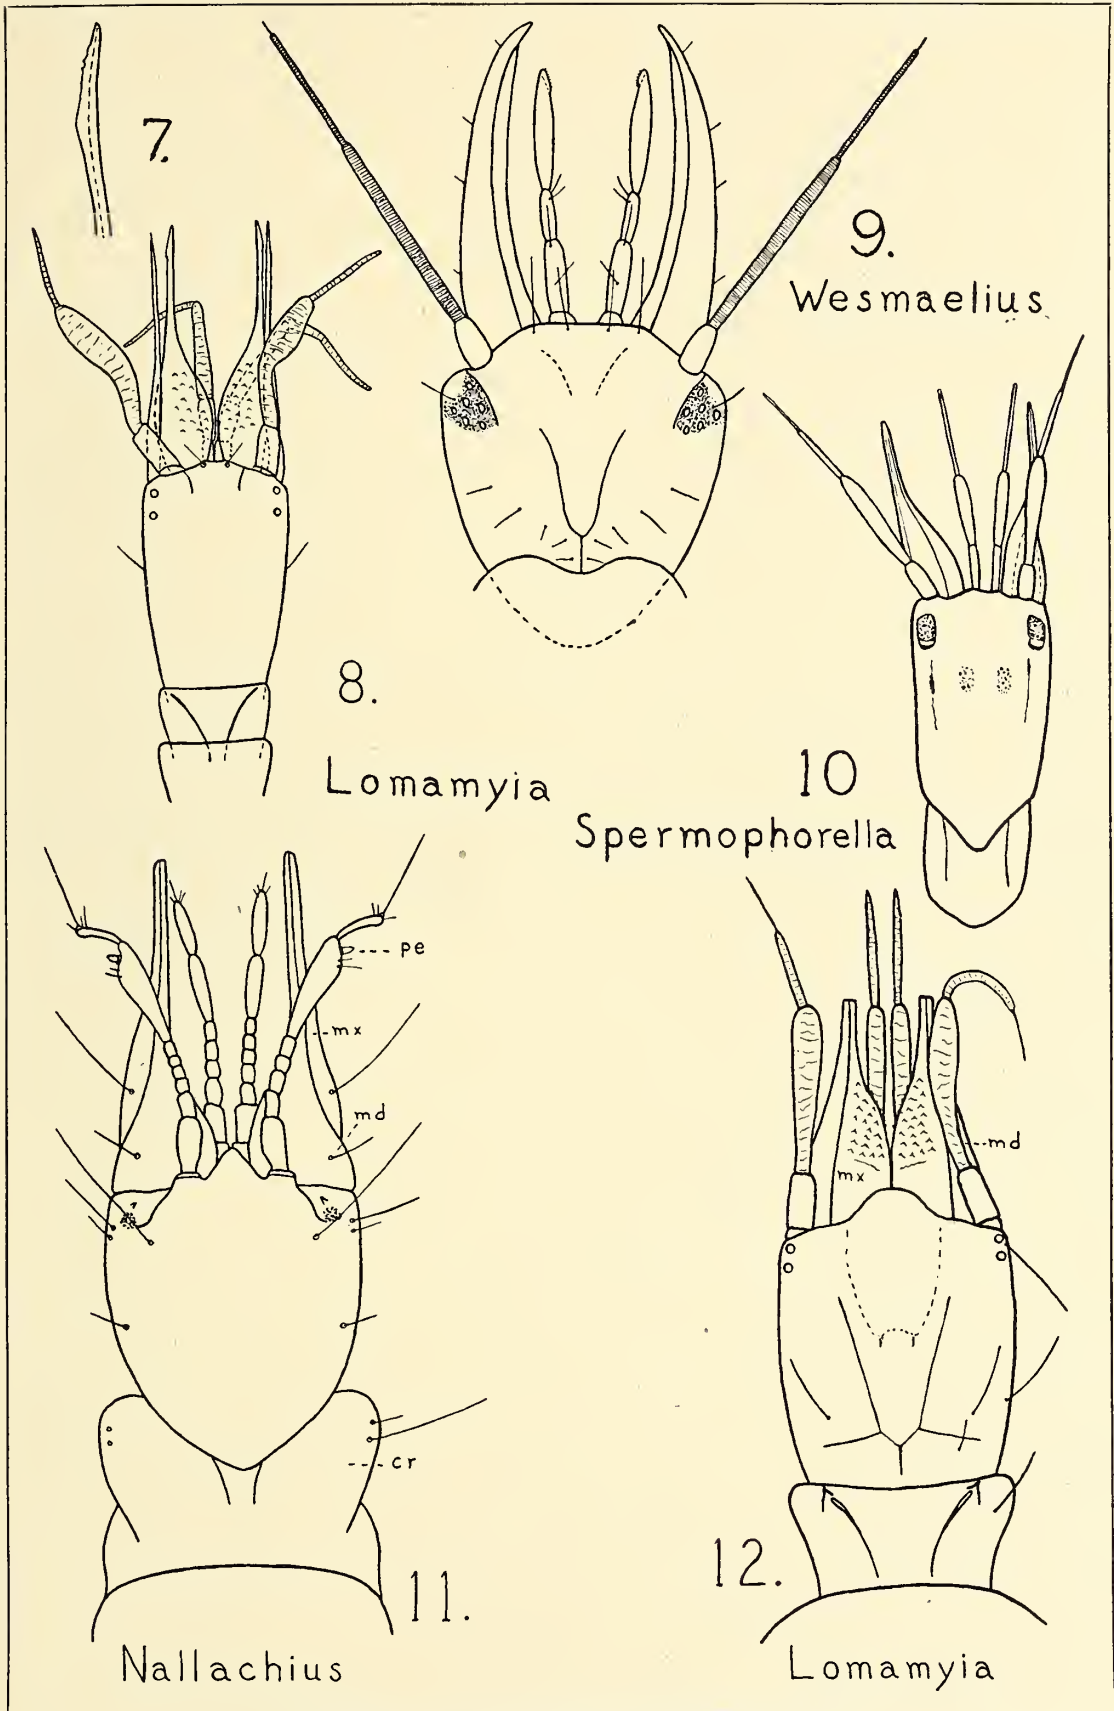 7.
9.
Wesmaelius
8.
Lomamyia
10
Spermophorella
pe
mx
md
cr
11.
Nallachius
md
mx
12.
Lomamyia